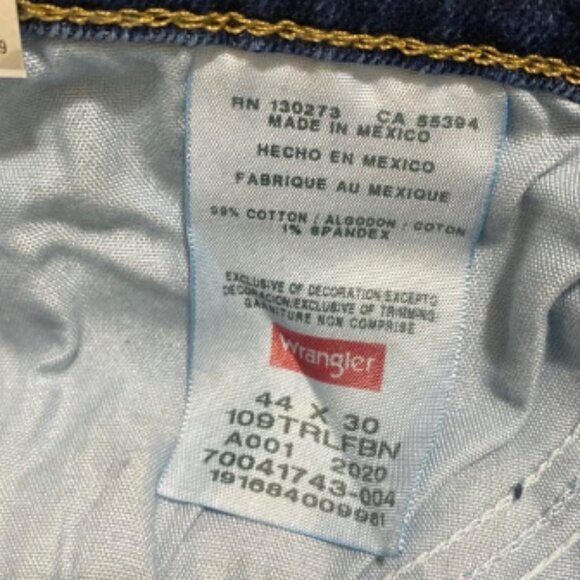 9
RN 130273 CA 55394
MADE IN MEXICO
HECHO EN MEXICO
FABRIQUE AU MEXIQUE
99% COTTON / ALGODON / COTON
1% SPANDEX
EXCLUSIVE OF DECORATION/EXCEPTO
DECORACION/EXCLUSIVE OF TRIMMING
GARNITURE NON COMPRISE
Wrangler
44 X 30
109TRLFBN
A001 2020
70041743-004
191684009981